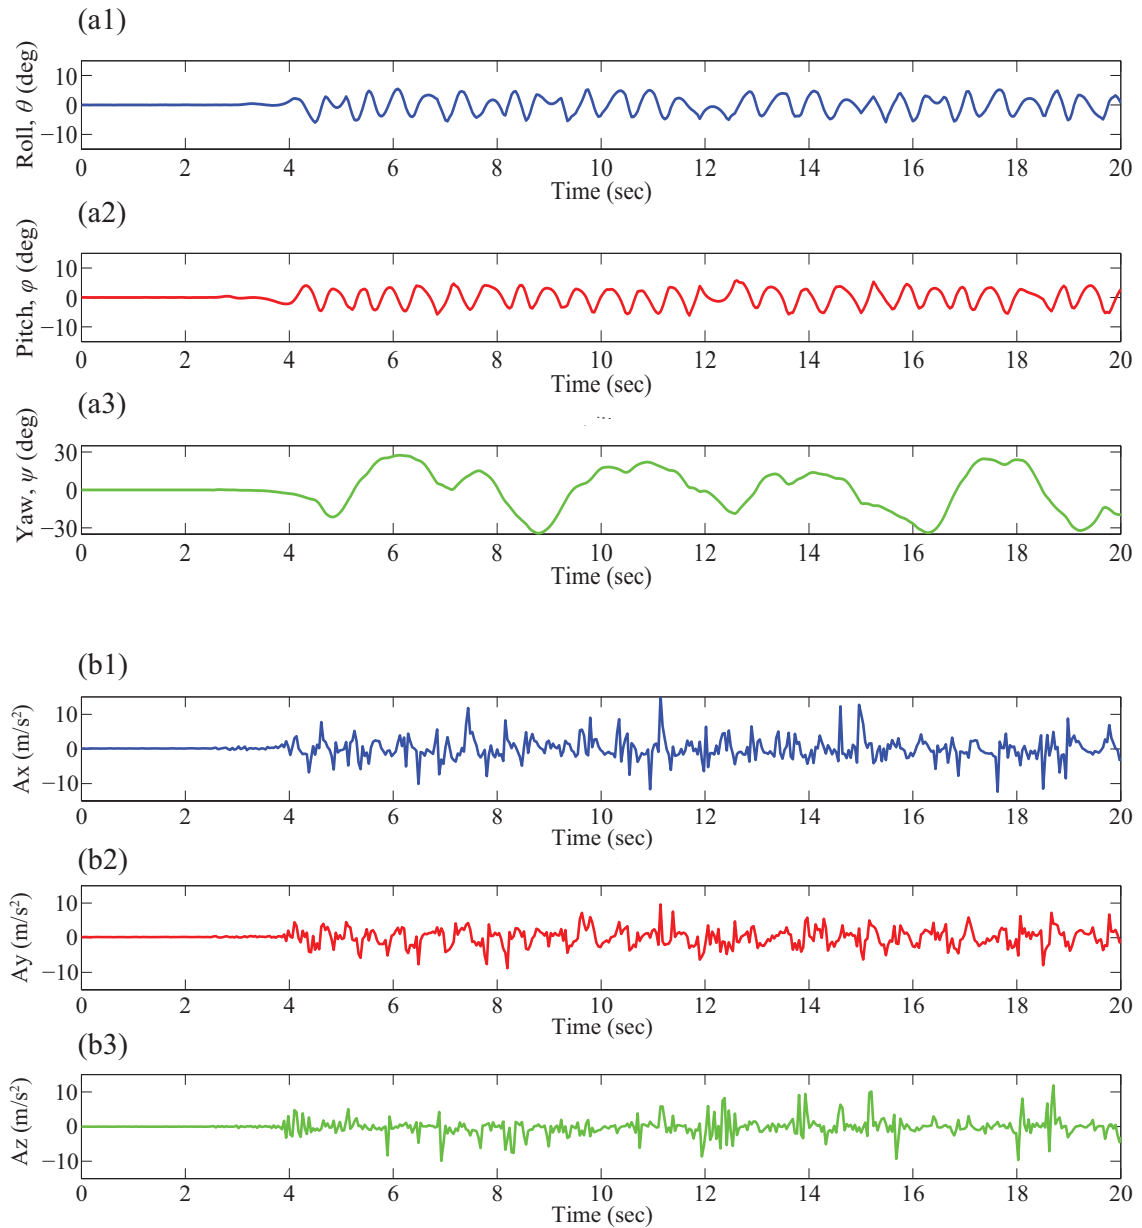 (a1)
Roll, θ (deg)
10
0
−10
0 2 4 6 8 10 12 14 16 18 20
Time (sec)
(a2)
Pitch, φ (deg)
10
0
−10
0 2 4 6 8 10 12 14 16 18 20
Time (sec)
(a3)
Yaw, ψ (deg)
30
0
−30
0 2 4 6 8 10 12 14 16 18 20
Time (sec)
(b1)
Ax (m/s²)
10
0
−10
0 2 4 6 8 10 12 14 16 18 20
Time (sec)
(b2)
Ay (m/s²)
10
0
−10
0 2 4 6 8 10 12 14 16 18 20
Time (sec)
(b3)
Az (m/s²)
10
0
−10
0 2 4 6 8 10 12 14 16 18 20
Time (sec)